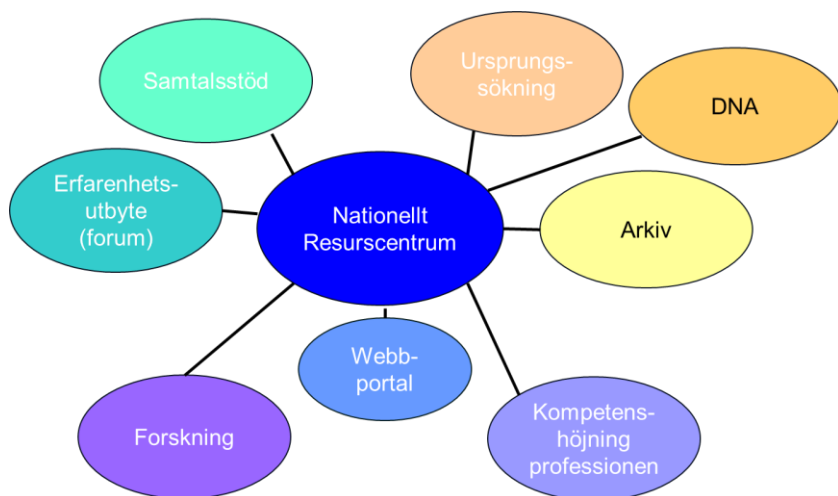 Samtalsstöd
Ursprungs-
sökning
DNA
Erfarenhets-
utbyte
(forum)
Nationellt
Resurscentrum
Arkiv
Webb-
portal
Forskning
Kompetens-
höjning
professionen